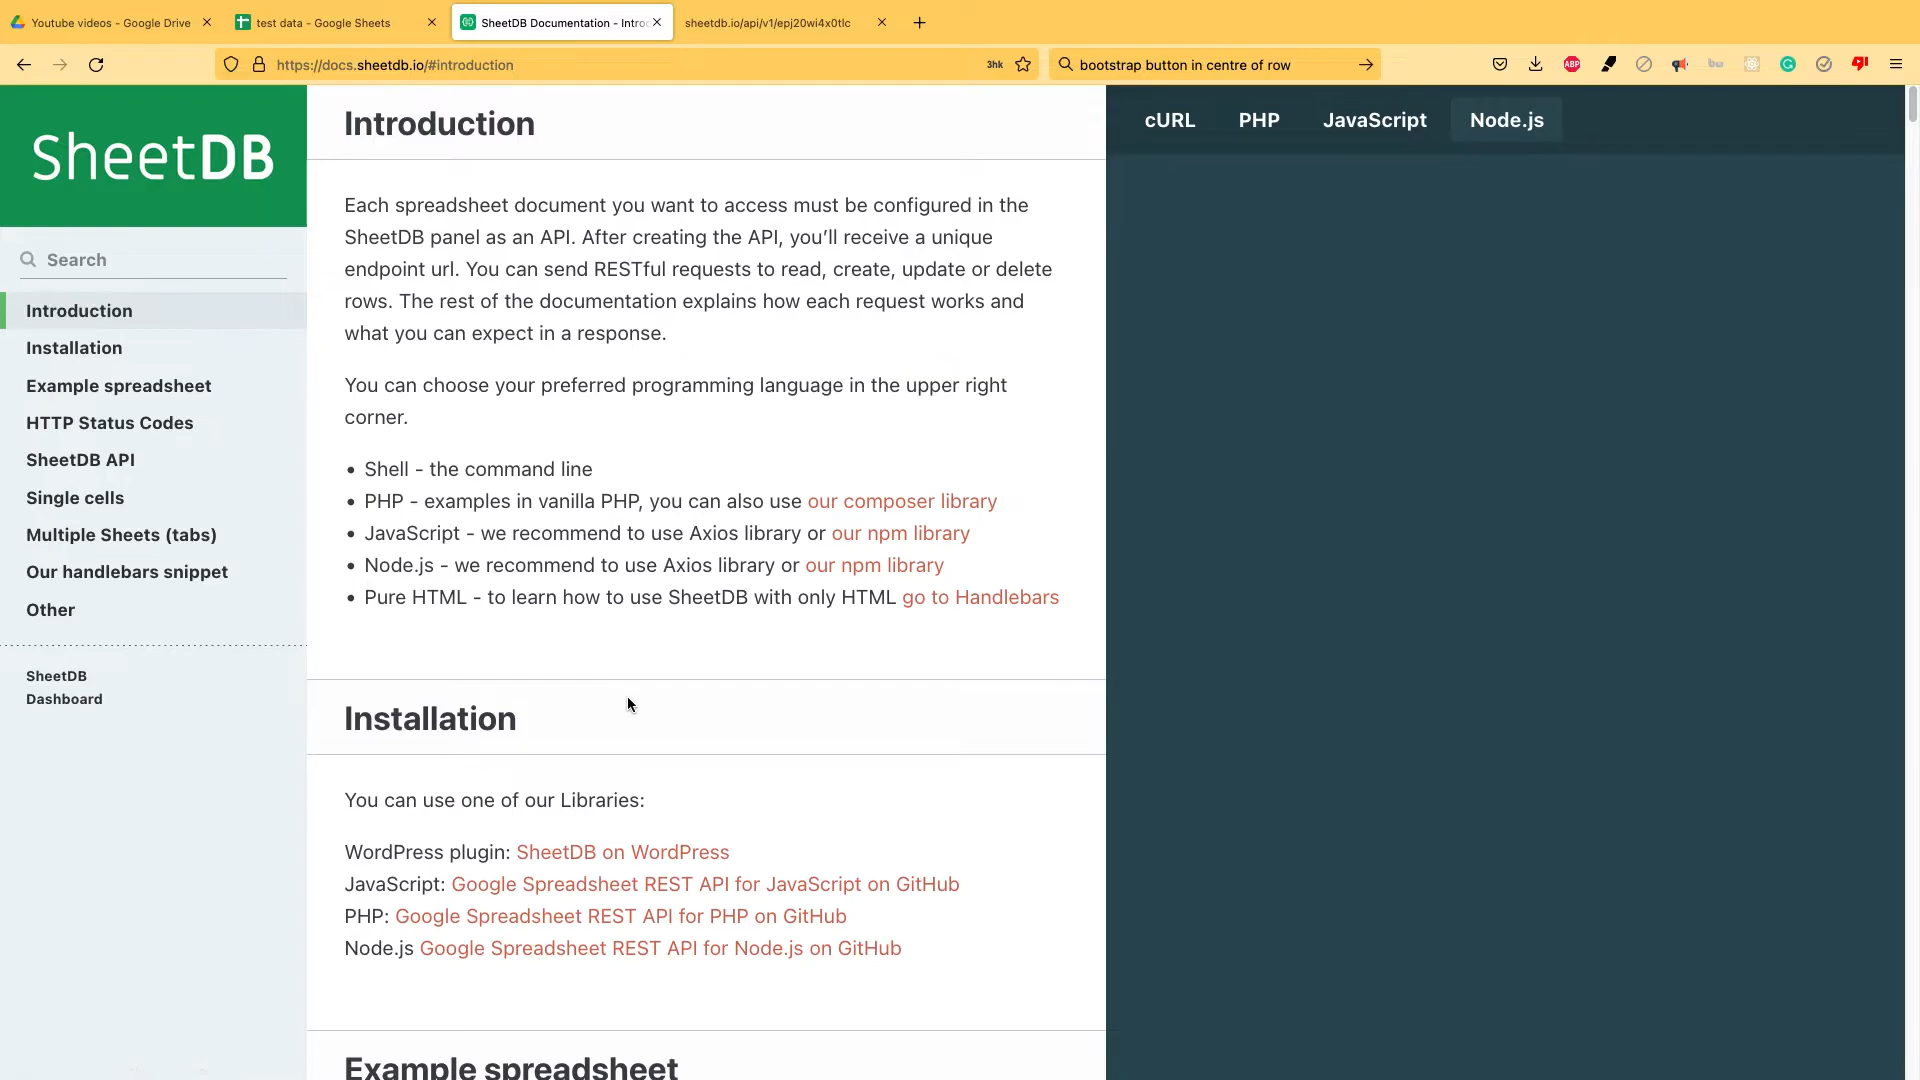 Youtube videos - Google Drive
test data - Google Sheets
SheetDB Documentation - Intro
sheetdb.io/api/v1/epj20wi4x0tlc
https://docs.sheetdb.io/#introduction
3hk
bootstrap button in centre of row
ABP
SheetDB
Search
Introduction
Installation
Example spreadsheet
HTTP Status Codes
SheetDB API
Single cells
Multiple Sheets (tabs)
Our handlebars snippet
Other
SheetDB
Dashboard
Introduction
Each spreadsheet document you want to access must be configured in the
SheetDB panel as an API. After creating the API, you’ll receive a unique
endpoint url. You can send RESTful requests to read, create, update or delete
rows. The rest of the documentation explains how each request works and
what you can expect in a response.
You can choose your preferred programming language in the upper right
corner.
• Shell - the command line
• PHP - examples in vanilla PHP, you can also use our composer library
• JavaScript - we recommend to use Axios library or our npm library
• Node.js - we recommend to use Axios library or our npm library
• Pure HTML - to learn how to use SheetDB with only HTML go to Handlebars
Installation
You can use one of our Libraries:
WordPress plugin: SheetDB on WordPress
JavaScript: Google Spreadsheet REST API for JavaScript on GitHub
PHP: Google Spreadsheet REST API for PHP on GitHub
Node.js Google Spreadsheet REST API for Node.js on GitHub
Example spreadsheet
cURL
PHP
JavaScript
Node.js